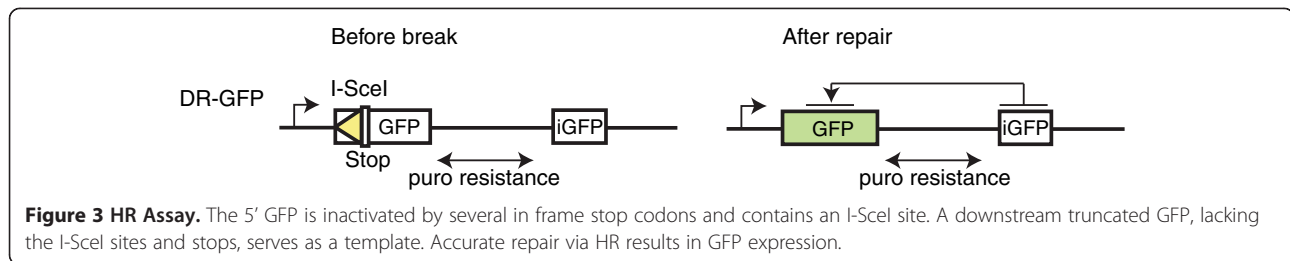 Before break
After repair
I-SceI
DR-GFP
GFP
iGFP
Stop
puro resistance
GFP
iGFP
puro resistance
Figure 3 HR Assay. The 5′ GFP is inactivated by several in frame stop codons and contains an I-SceI site. A downstream truncated GFP, lacking
the I-SceI sites and stops, serves as a template. Accurate repair via HR results in GFP expression.